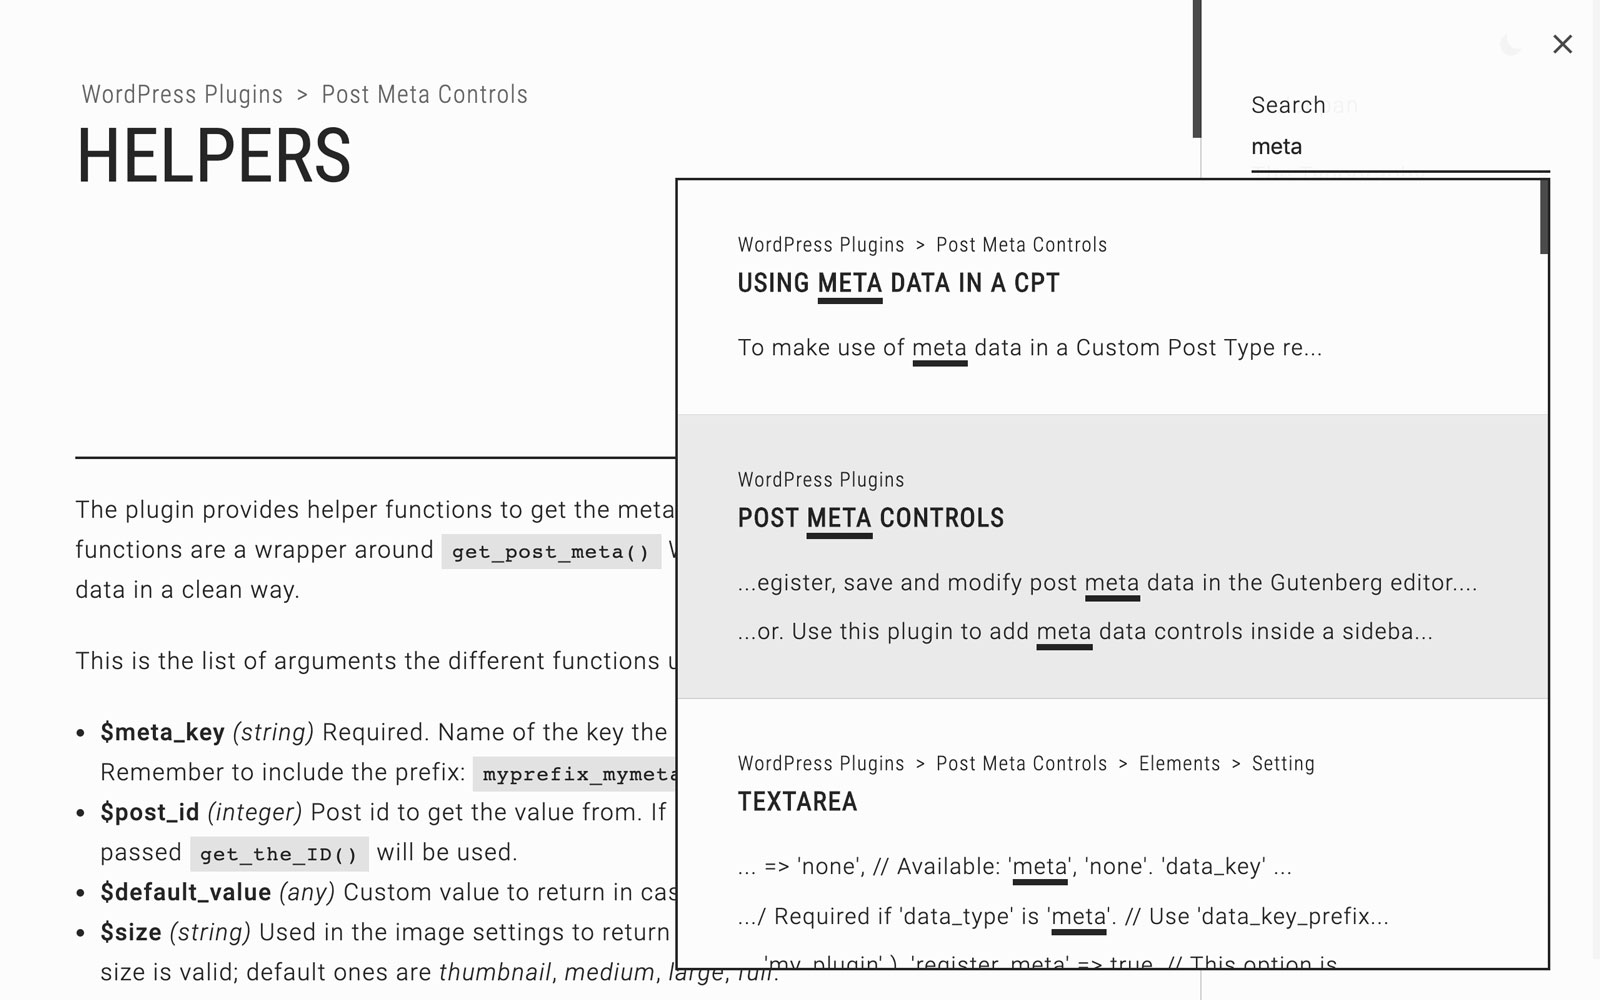 WordPress Plugins > Post Meta Controls
HELPERS
The plugin provides helper functions to get the meta
functions are a wrapper around get_post_meta()
data in a clean way.
This is the list of arguments the different functions
• $meta_key (string) Required. Name of the key the
Remember to include the prefix: myprefix_mymeta
• $post_id (integer) Post id to get the value from. If
passed get_the_ID() will be used.
• $default_value (any) Custom value to return in cas
• $size (string) Used in the image settings to return
size is valid; default ones are thumbnail, medium, large, full.
Search
meta
WordPress Plugins > Post Meta Controls
USING META DATA IN A CPT
To make use of meta data in a Custom Post Type re...
WordPress Plugins
POST META CONTROLS
...egister, save and modify post meta data in the Gutenberg editor....
...or. Use this plugin to add meta data controls inside a sideba...
WordPress Plugins > Post Meta Controls > Elements > Setting
TEXTAREA
... => 'none', // Available: 'meta', 'none'. 'data_key' ...
.../ Required if 'data_type' is 'meta'. // Use 'data_key_prefix...
'my_plugin' ), 'register_meta' => true, // This option is